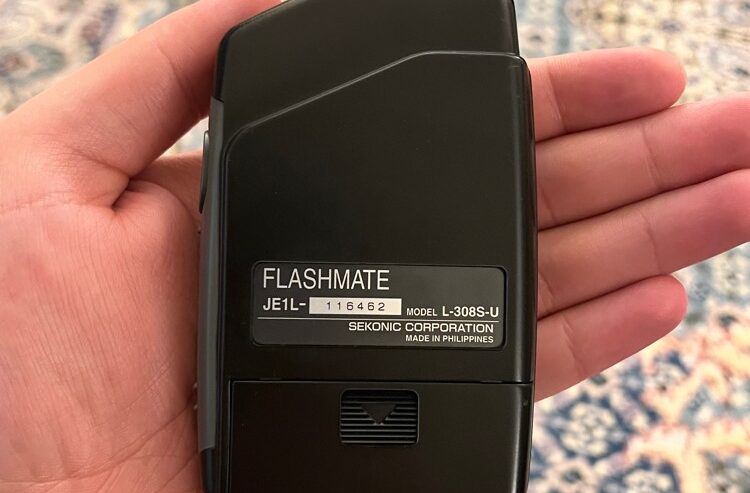 FLASHMATE
JE1L- 116462 MODEL L-308S-U
SEKONIC CORPORATION
MADE IN PHILIPPINES